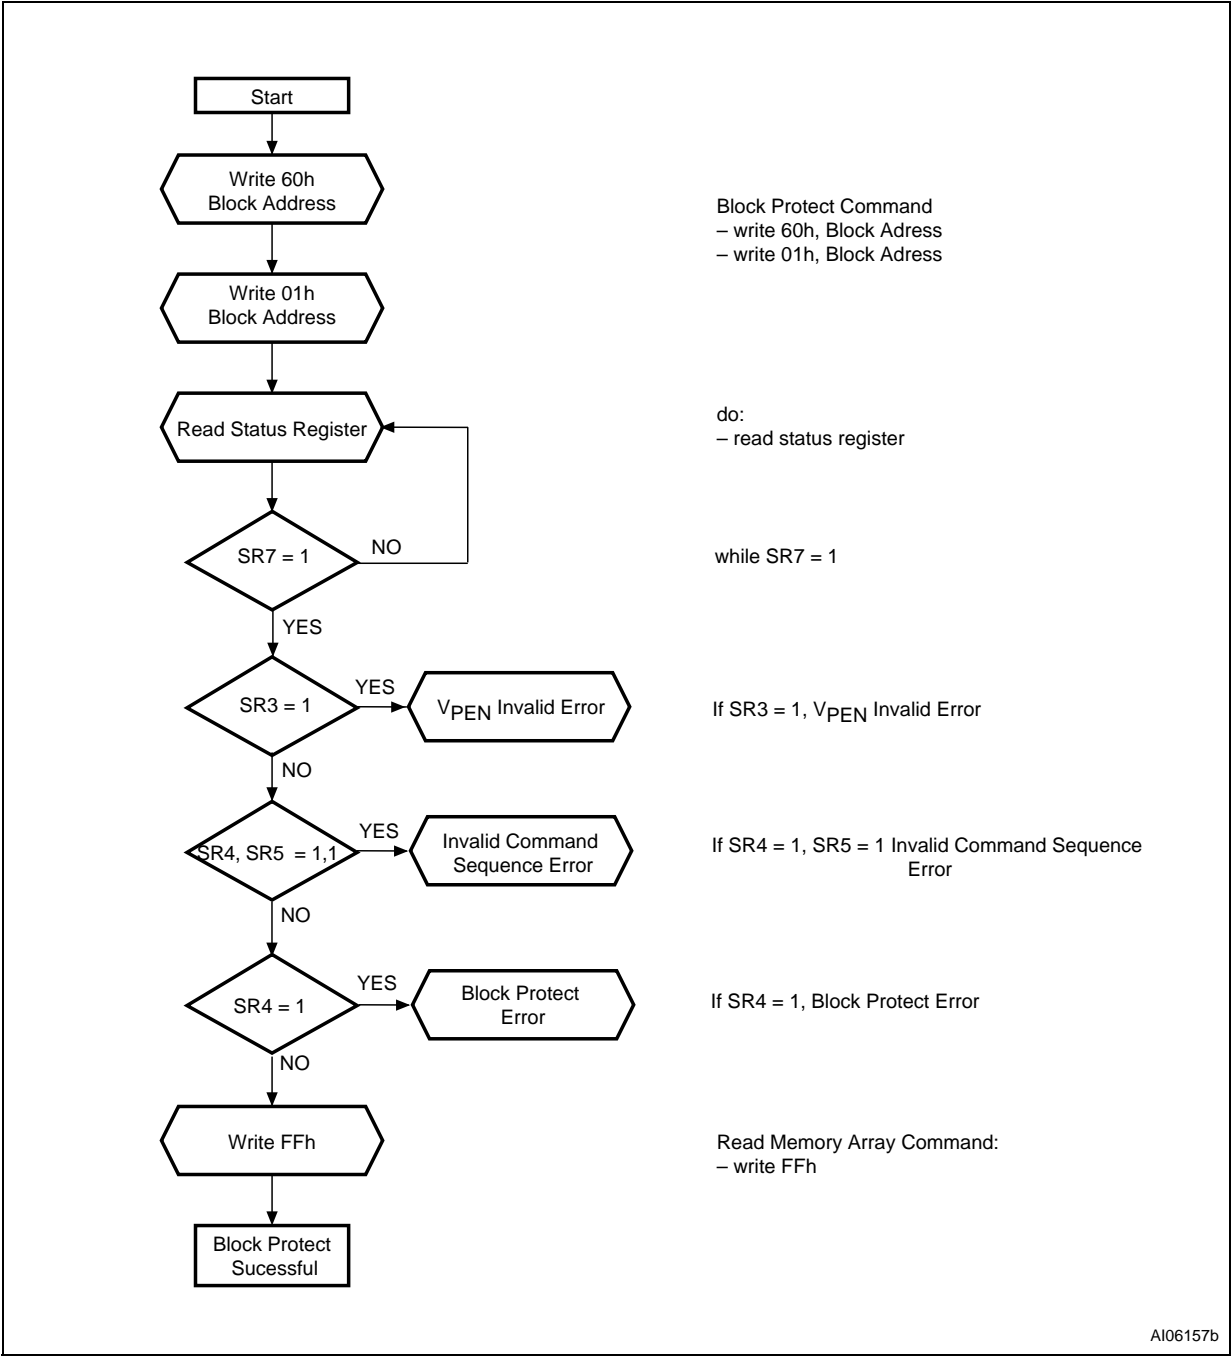 Start
Write 60h
Block Address
Block Protect Command
– write 60h, Block Adress
– write 01h, Block Adress
Write 01h
Block Address
Read Status Register
do:
– read status register
SR7 = 1
NO
while SR7 = 1
YES
SR3 = 1
YES
VPEN Invalid Error
If SR3 = 1, VPEN Invalid Error
NO
SR4, SR5 = 1,1
YES
Invalid Command
Sequence Error
If SR4 = 1, SR5 = 1 Invalid Command Sequence
Error
NO
SR4 = 1
YES
Block Protect
Error
If SR4 = 1, Block Protect Error
NO
Write FFh
Read Memory Array Command:
– write FFh
Block Protect
Sucessful
AI06157b